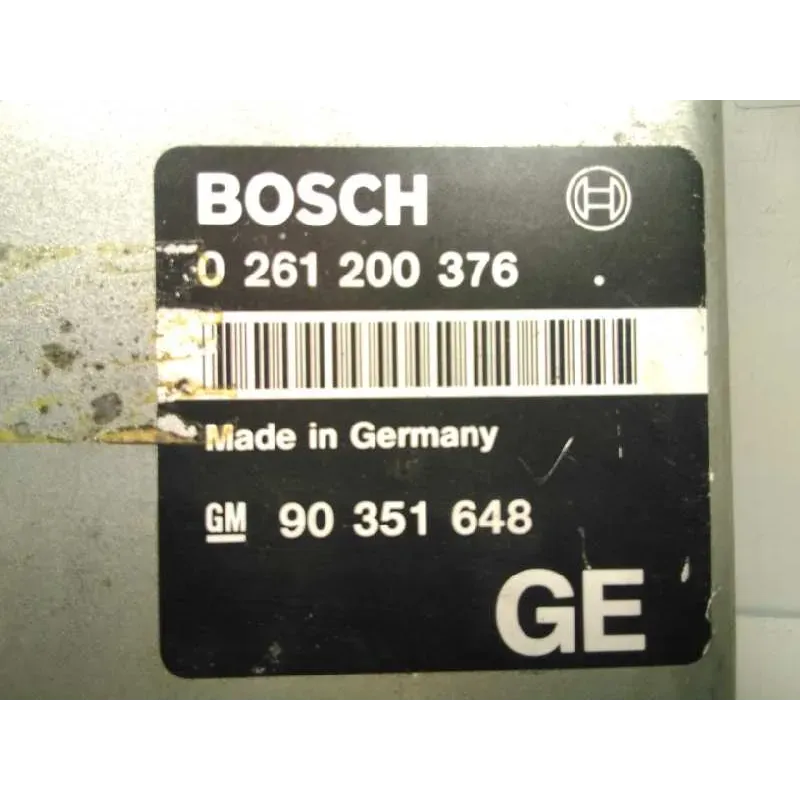 BOSCH
0 261 200 376 .
Made in Germany
GM 90 351 648
GE